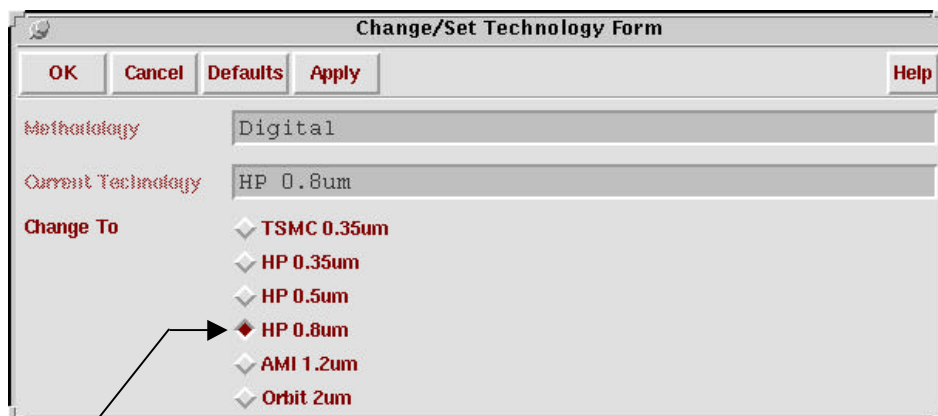 Change/Set Technology Form
OK Cancel Defaults Apply Help
Methodology Digital
Current Technology HP 0.8um
Change To TSMC 0.35um
HP 0.35um
HP 0.5um
HP 0.8um
AMI 1.2um
Orbit 2um